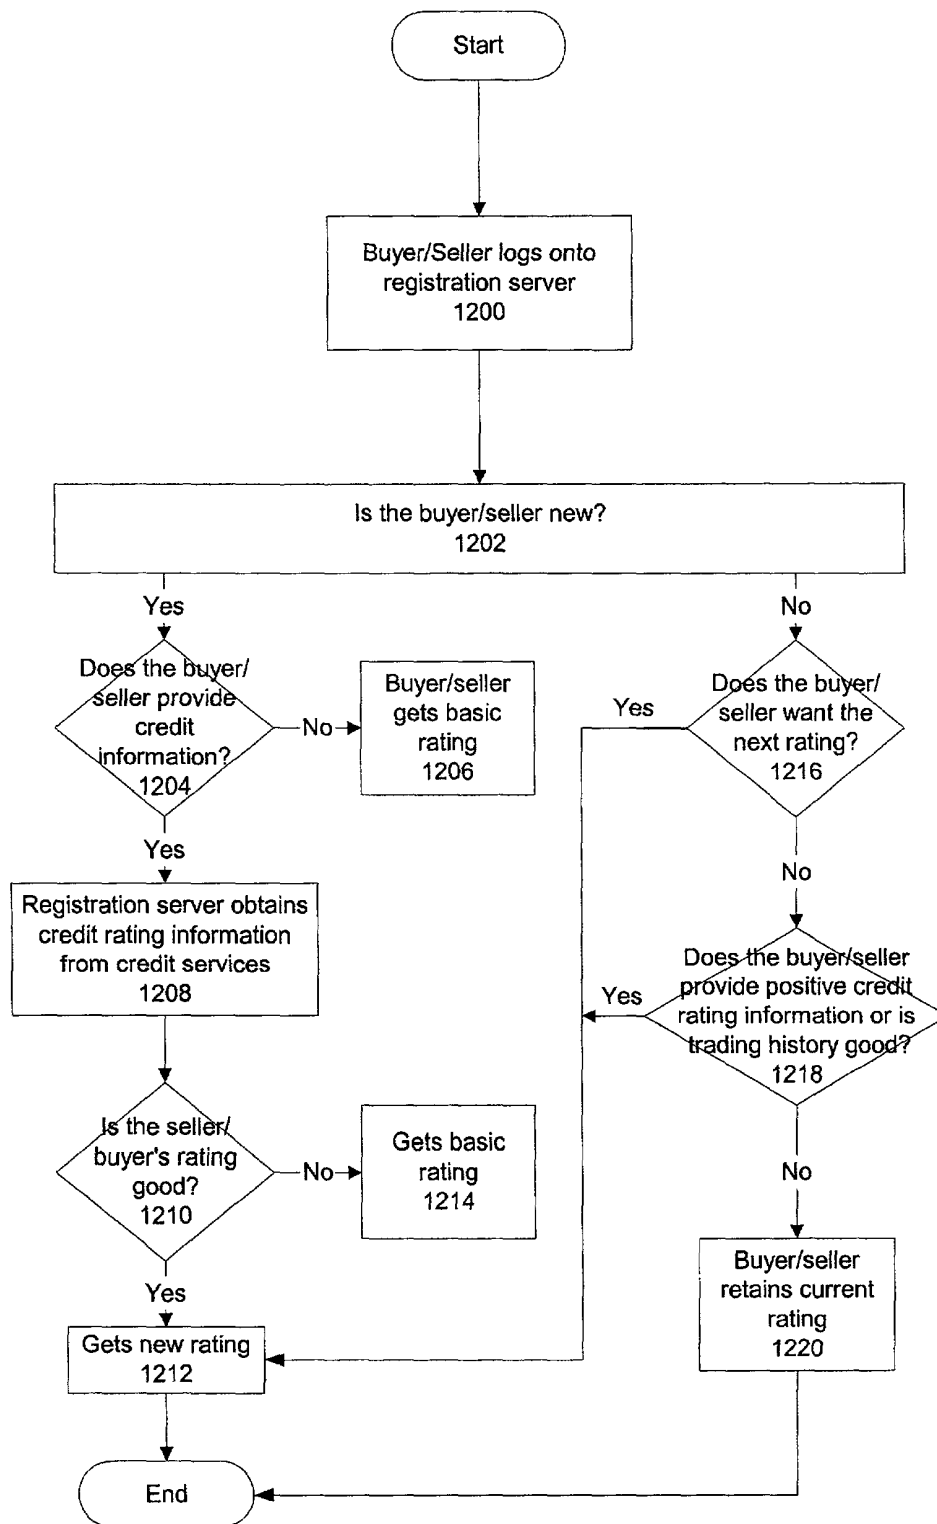 Start
Buyer/Seller logs onto
registration server
1200
Is the buyer/seller new?
1202
Yes
No
Does the buyer/
seller provide
credit
information?
1204
No
Buyer/seller
gets basic
rating
1206
Yes
Does the buyer/
seller want the
next rating?
1216
Yes
No
Registration server obtains
credit rating information
from credit services
1208
Yes
Does the buyer/seller
provide positive credit
rating information or is
trading history good?
1218
Is the seller/
buyer's rating
good?
1210
No
Gets basic
rating
1214
No
Yes
Buyer/seller
retains current
rating
1220
Gets new rating
1212
End